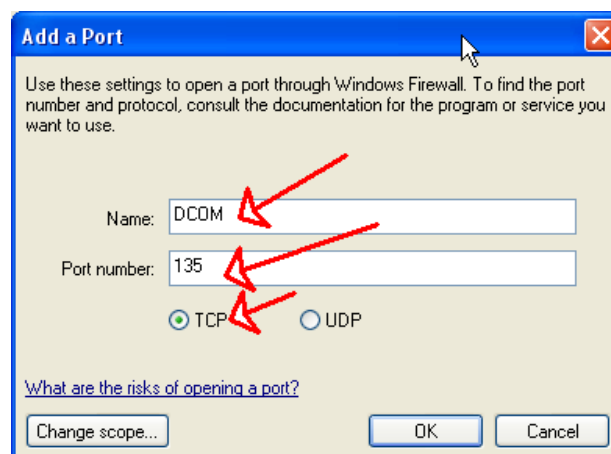 Add a Port
Use these settings to open a port through Windows Firewall. To find the port
number and protocol, consult the documentation for the program or service you
want to use.
Name: DCOM
Port number: 135
TCP UDP
What are the risks of opening a port?
Change scope... OK Cancel